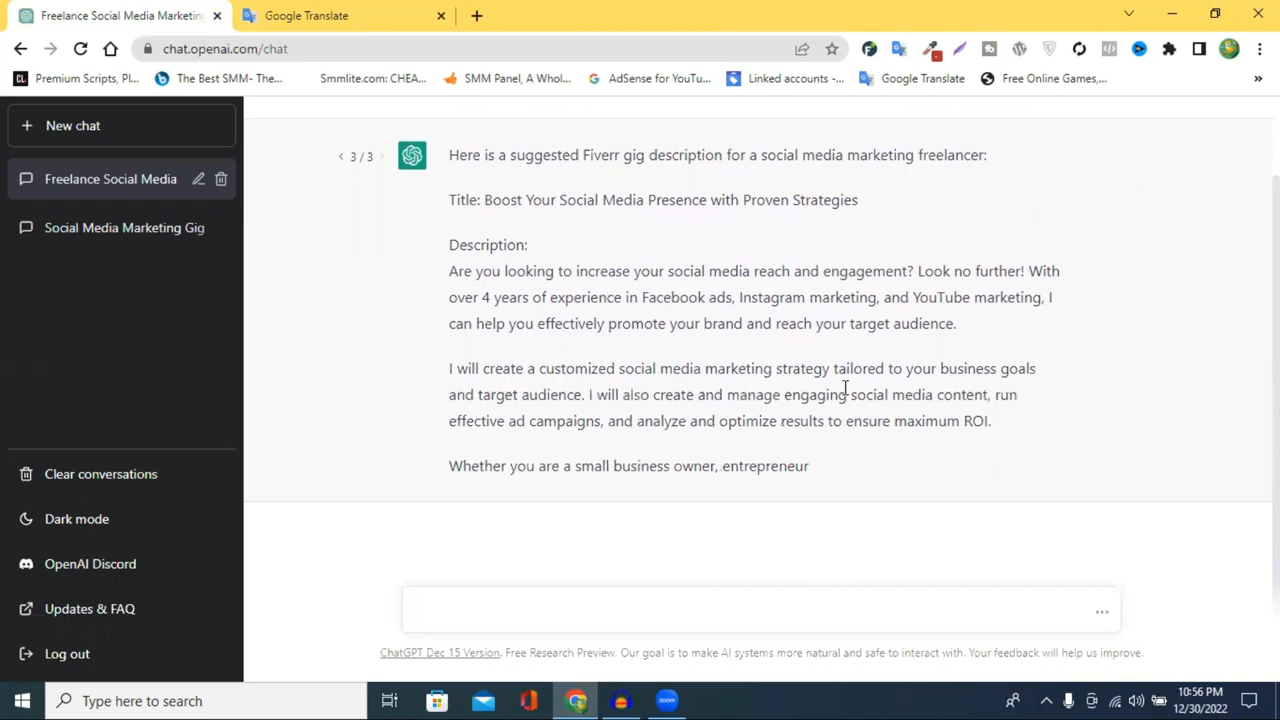 Freelance Social Media Marketing
Google Translate
chat.openai.com/chat
Premium Scripts, Pl...
The Best SMM- The...
Smmlite.com: CHEA...
SMM Panel, A Whol...
AdSense for YouTu...
Linked accounts -...
Google Translate
Free Online Games,...
New chat
Freelance Social Media
Social Media Marketing Gig
Clear conversations
Dark mode
OpenAI Discord
Updates & FAQ
Log out
3 / 3
Here is a suggested Fiverr gig description for a social media marketing freelancer:
Title: Boost Your Social Media Presence with Proven Strategies
Description:
Are you looking to increase your social media reach and engagement? Look no further! With
over 4 years of experience in Facebook ads, Instagram marketing, and YouTube marketing, I
can help you effectively promote your brand and reach your target audience.
I will create a customized social media marketing strategy tailored to your business goals
and target audience. I will also create and manage engaging social media content, run
effective ad campaigns, and analyze and optimize results to ensure maximum ROI.
Whether you are a small business owner, entrepreneur
ChatGPT Dec 15 Version. Free Research Preview. Our goal is to make AI systems more natural and safe to interact with. Your feedback will help us improve.
Type here to search
zoom
10:56 PM
12/30/2022